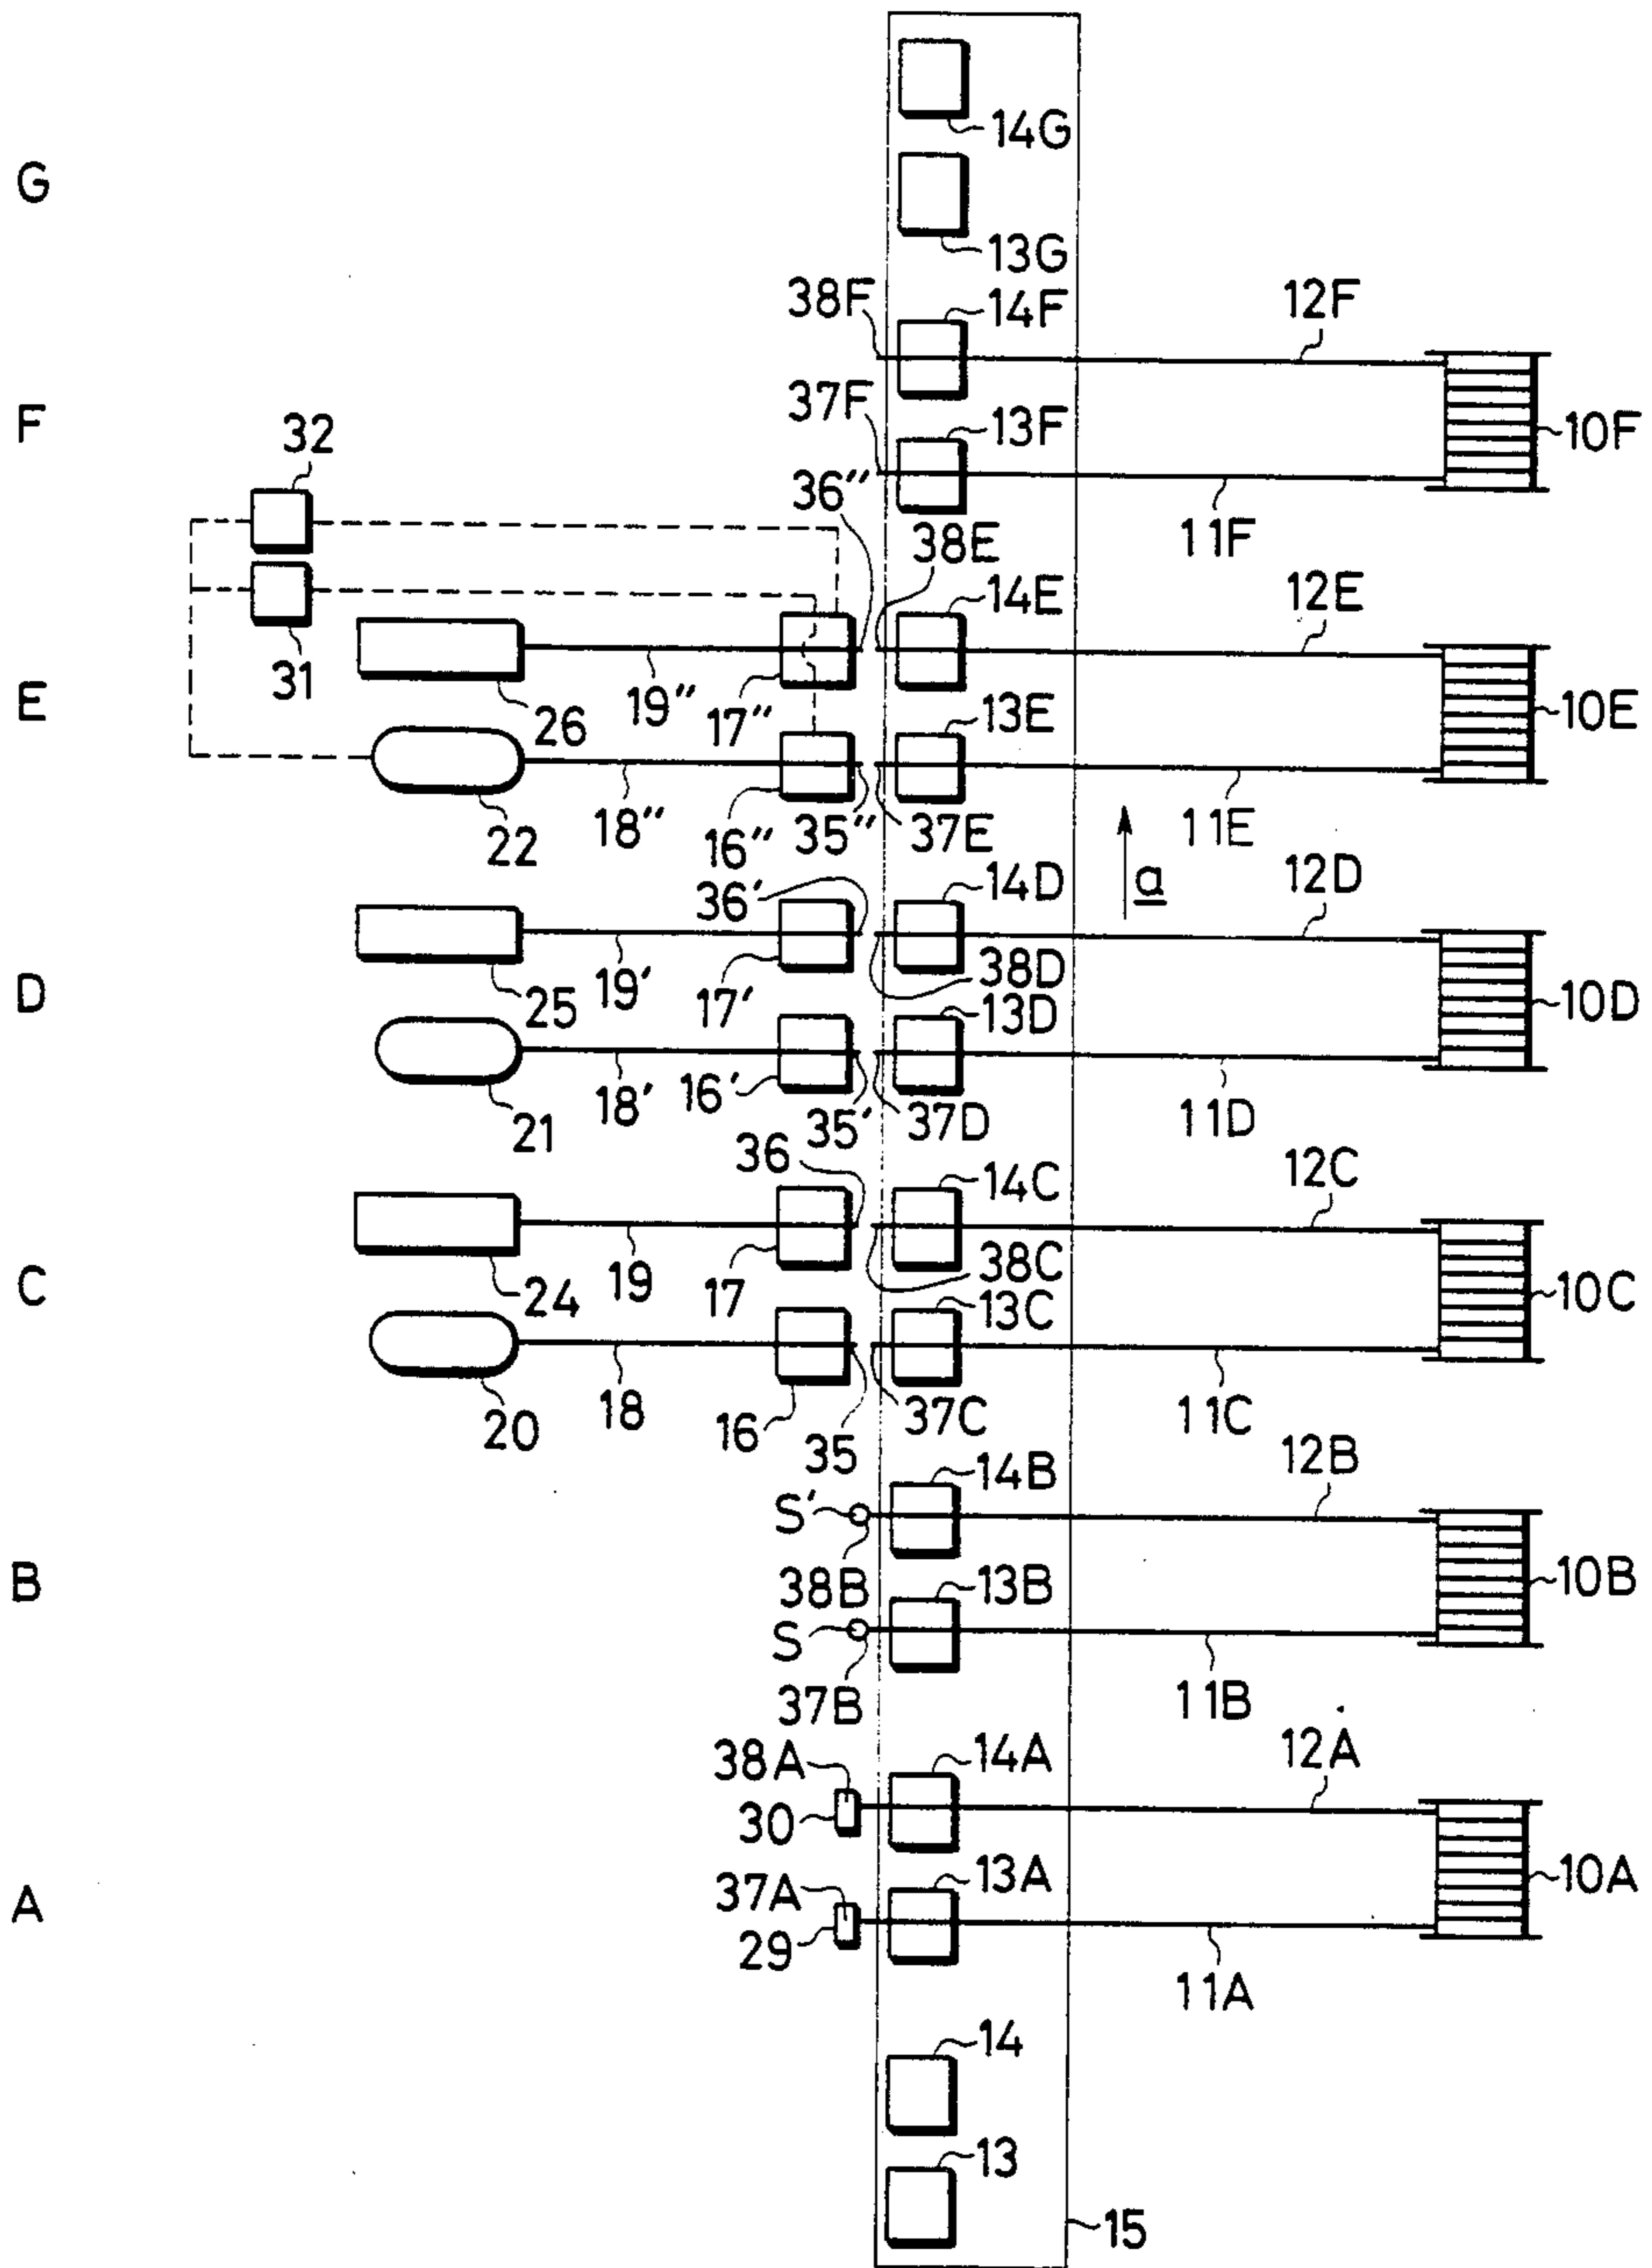 14G
G
13G
38F 14F 12F
37F 13F
F 32 10F
36″
38E 11F
14E 12E
31
E 26 19″ 17″ 13E 10E
22 18″ 16″ 35″ 37E 11E
36′ 14D a 12D
D 25 19′ 17′ 38D 10D
13D
21 18′ 16′ 35′ 37D 11D
36 14C 12C
C 24 19 17 38C 10C
13C
20 18 16 35 37C 11C
14B 12B
S′
B 38B 13B 10B
S
37B 11B
38A 14A 12A
30
A 37A 13A 10A
29
11A
14
13
15